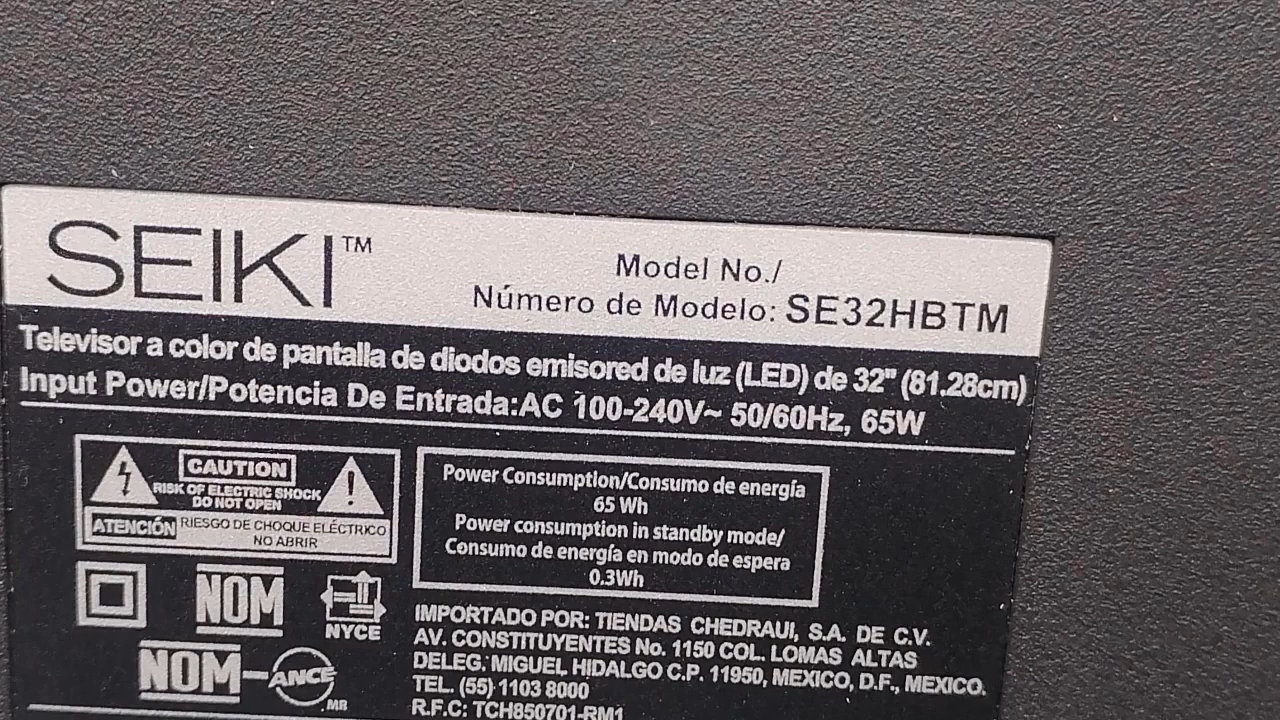 SEIKI™
Model No./
Número de Modelo: SE32HBTM
Televisor a color de pantalla de diodos emisored de luz (LED) de 32" (81.28cm)
Input Power/Potencia De Entrada:AC 100-240V~ 50/60Hz, 65W
CAUTION
RISK OF ELECTRIC SHOCK
DO NOT OPEN
ATENCIÓN
RIESGO DE CHOQUE ELÉCTRICO
NO ABRIR
Power Consumption/Consumo de energía
65 Wh
Power consumption in standby mode/
Consumo de energía en modo de espera
0.3Wh
NOM
NYCE
NOM-ANCE
MR
IMPORTADO POR: TIENDAS CHEDRAUI, S.A. DE C.V.
AV. CONSTITUYENTES No. 1150 COL. LOMAS ALTAS
DELEG. MIGUEL HIDALGO C.P. 11950, MEXICO, D.F., MEXICO.
TEL. (55) 1103 8000
R.F.C: TCH850701-RM1